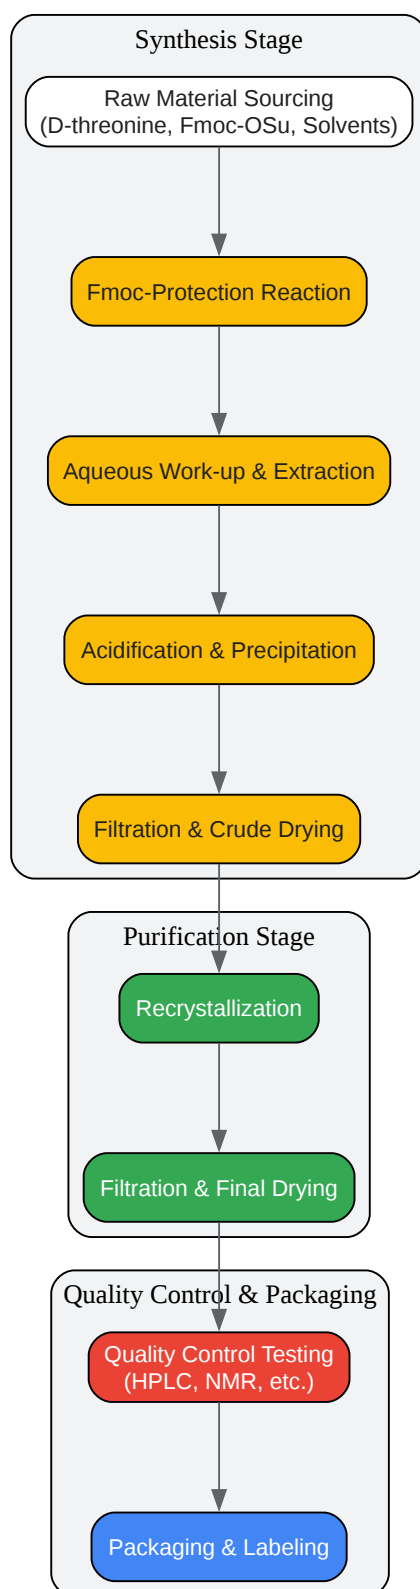 Synthesis Stage
Raw Material Sourcing
(D-threonine, Fmoc-OSu, Solvents)
Fmoc-Protection Reaction
Aqueous Work-up & Extraction
Acidification & Precipitation
Filtration & Crude Drying
Purification Stage
Recrystallization
Filtration & Final Drying
Quality Control & Packaging
Quality Control Testing
(HPLC, NMR, etc.)
Packaging & Labeling